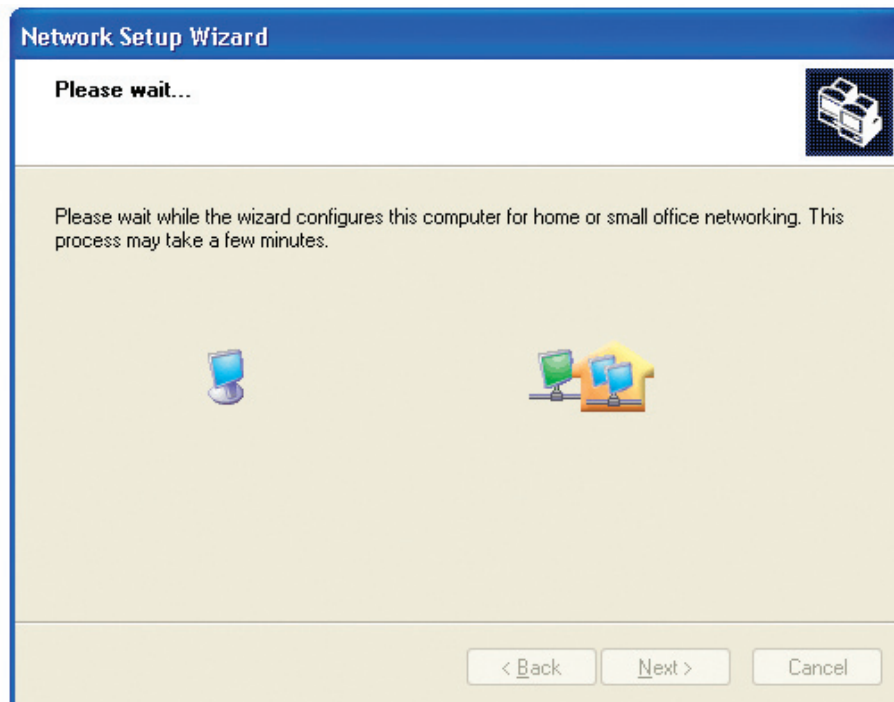 Network Setup Wizard
Please wait...
Please wait while the wizard configures this computer for home or small office networking. This
process may take a few minutes.
< Back
Next >
Cancel